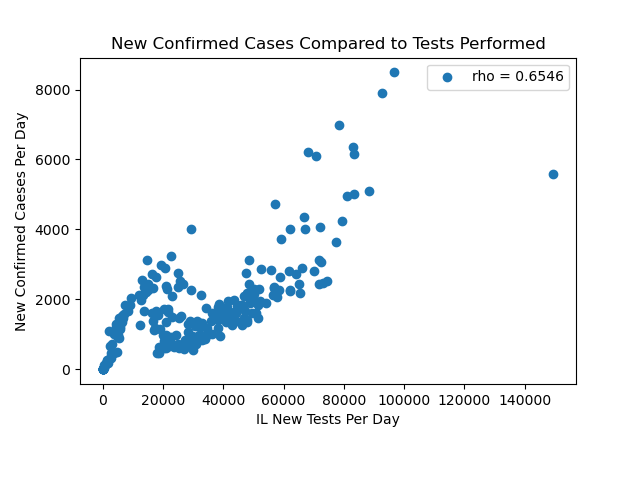 New Confirmed Cases Compared to Tests Performed
rho = 0.6546
New Confirmed Caeses Per Day
8000
6000
4000
2000
0
0 20000 40000 60000 80000 100000 120000 140000
IL New Tests Per Day